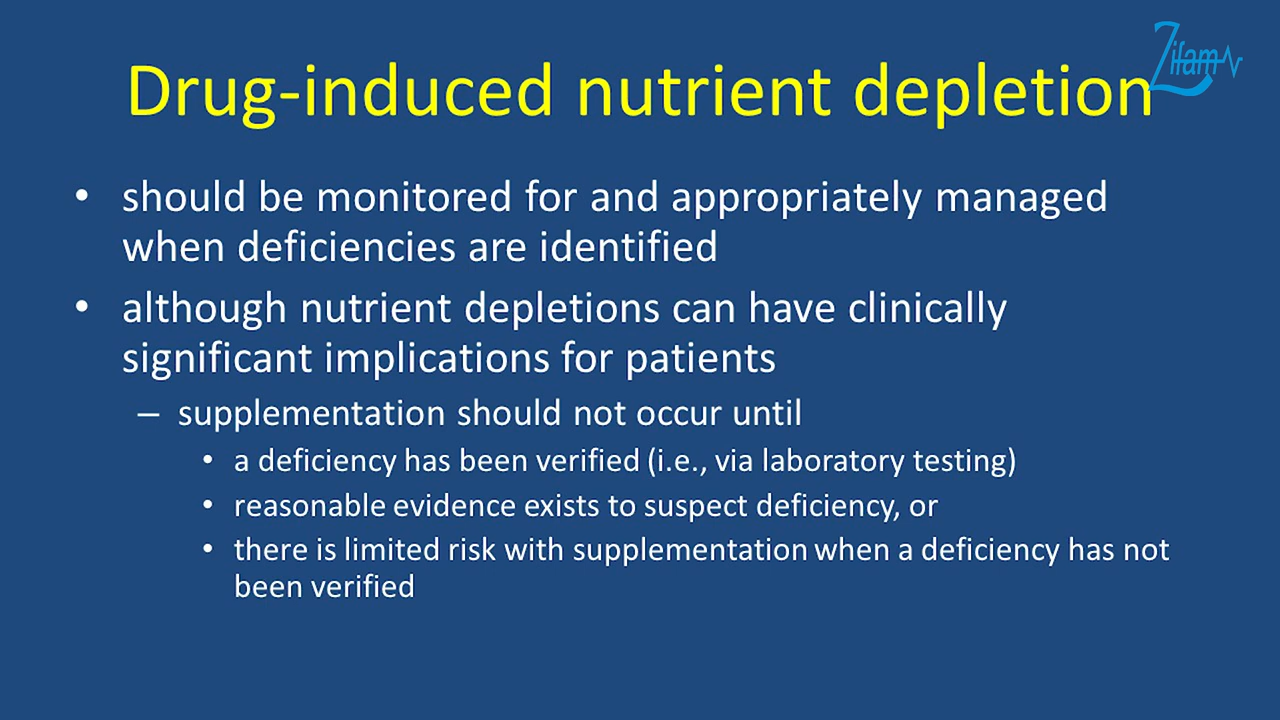 Zifam
Drug-induced nutrient depletion
• should be monitored for and appropriately managed
when deficiencies are identified
• although nutrient depletions can have clinically
significant implications for patients
– supplementation should not occur until
• a deficiency has been verified (i.e., via laboratory testing)
• reasonable evidence exists to suspect deficiency, or
• there is limited risk with supplementation when a deficiency has not
been verified